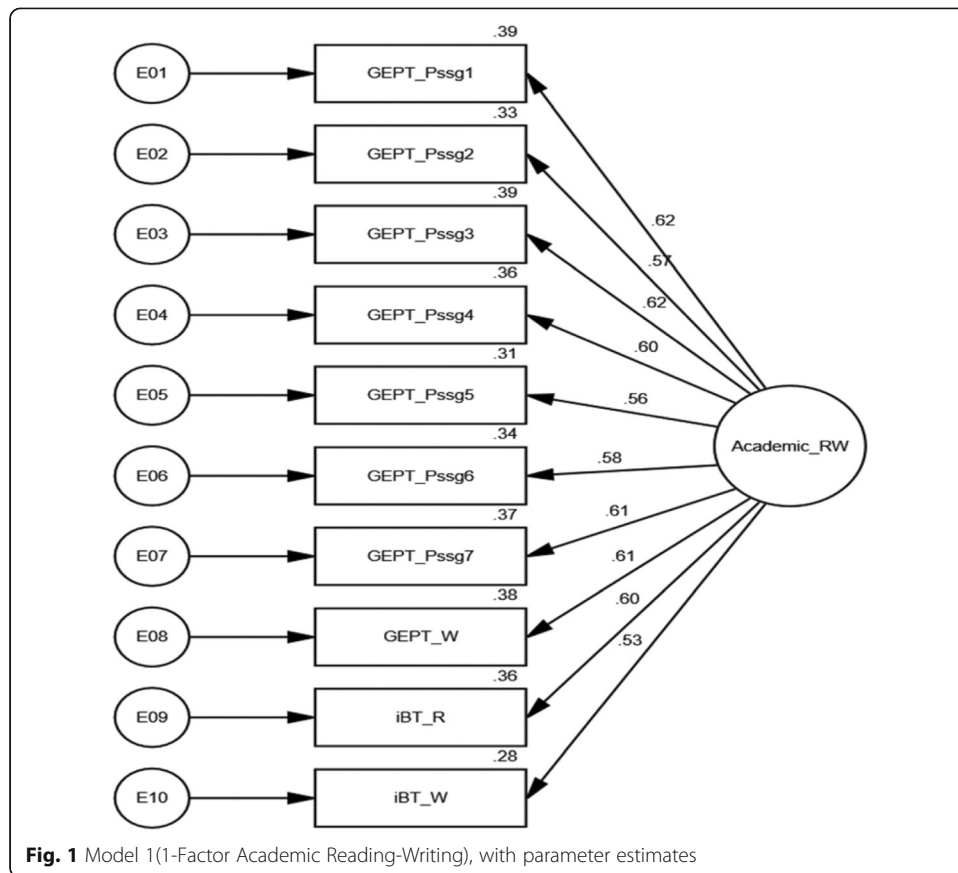 .39
E01
GEPT_Pssg1
.33
E02
GEPT_Pssg2
.39
E03
GEPT_Pssg3
.36
E04
GEPT_Pssg4
.31
E05
GEPT_Pssg5
.34
E06
GEPT_Pssg6
.37
E07
GEPT_Pssg7
.38
E08
GEPT_W
.36
E09
iBT_R
.28
E10
iBT_W
.62
.57
.62
.60
.56
.58
.61
.61
.60
.53
Academic_RW
Fig. 1 Model 1(1-Factor Academic Reading-Writing), with parameter estimates